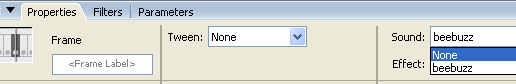 Properties Filters Parameters
Frame Tween: None Sound: beebuzz
None
<Frame Label> Effect: beebuzz